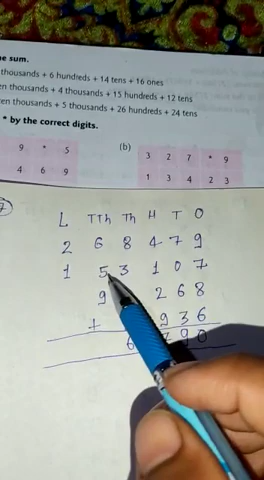 e sum.
thousands + 6 hundreds + 14 tens + 16 ones
en thousands + 4 thousands + 15 hundreds + 12 tens
en thousands + 5 thousands + 26 hundreds + 24 tens
* by the correct digits.
9 * 5
4 6 9
(b)
3 2 7 * 9
1 3 4 2 3
L TTh Th H T O
2 6 8 4 7 9
1 5 3 1 0 7
9 2 6 8
+ 9 3 6
6 7 9 0